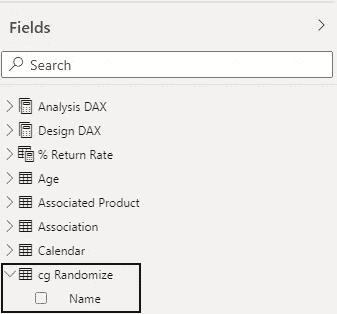 Fields
Search
Analysis DAX
Design DAX
% Return Rate
Age
Associated Product
Association
Calendar
cg Randomize
Name